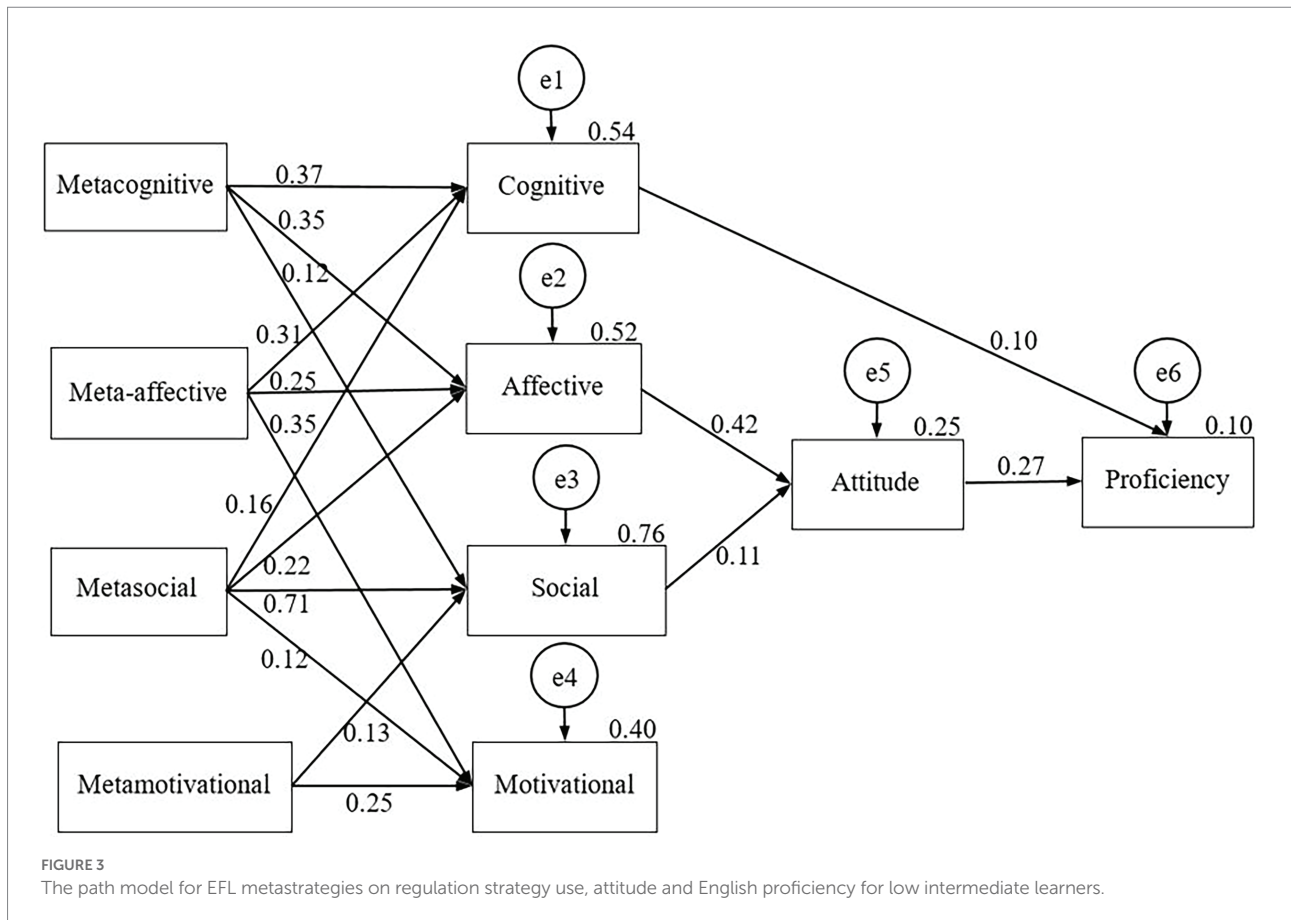 e1
0.54
Metacognitive
0.37
Cognitive
0.35
0.12
e2
0.52
0.31
0.10
Meta-affective
0.25
Affective
e5
e6
0.35
0.42
0.25
0.10
e3
Attitude
0.27
Proficiency
0.16
0.76
0.11
Metasocial
0.22
Social
0.71
0.12
e4
0.13
0.40
Metamotivational
0.25
Motivational
FIGURE 3
The path model for EFL metastrategies on regulation strategy use, attitude and English proficiency for low intermediate learners.